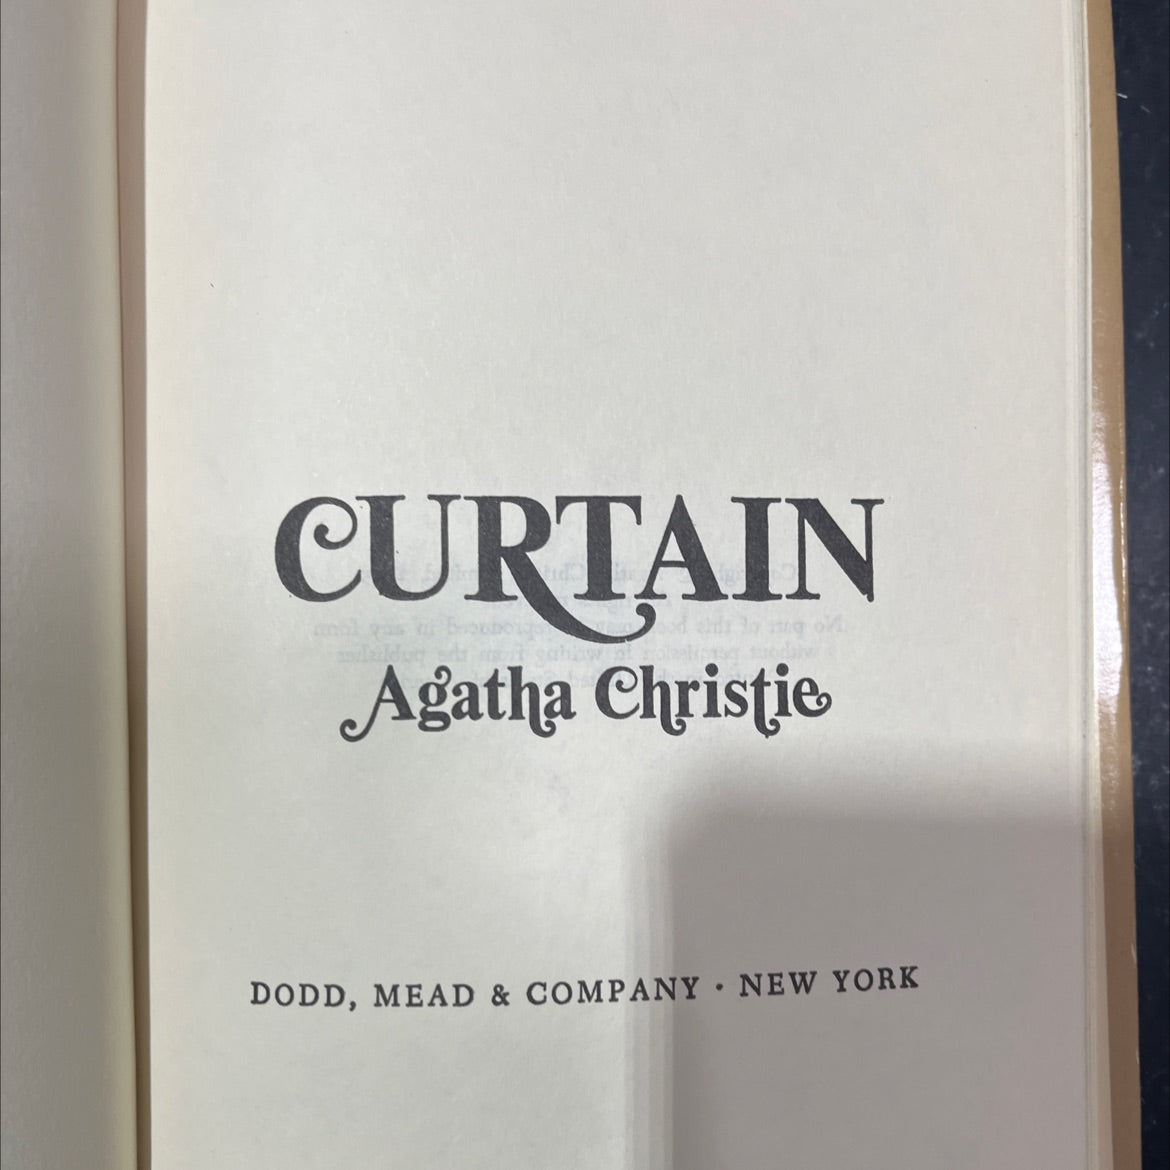 CURTAIN
Agatha Christie
DODD, MEAD & COMPANY · NEW YORK